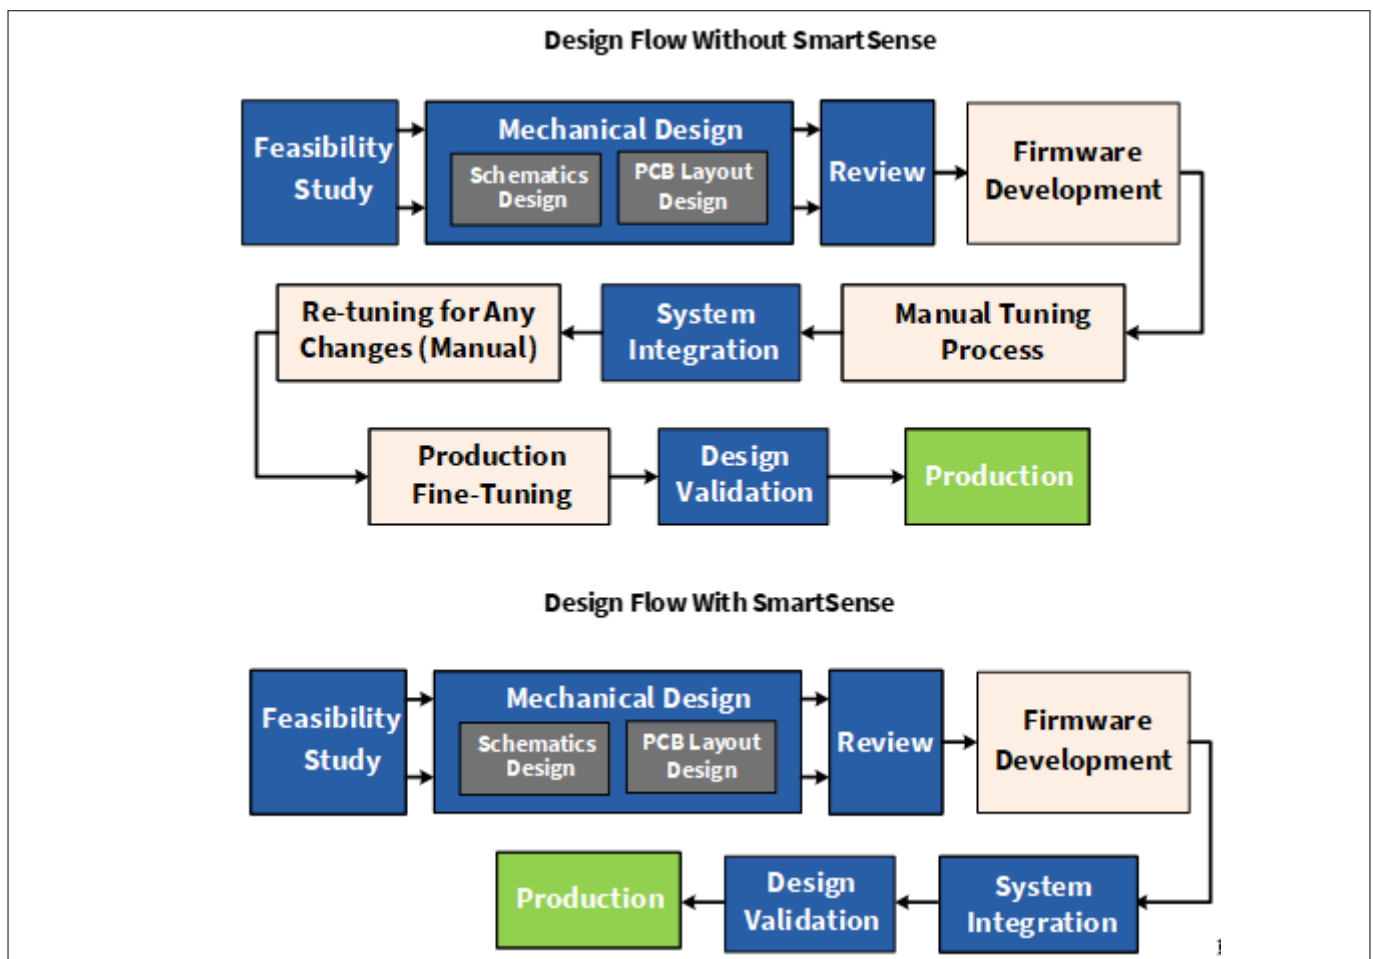 Design Flow Without SmartSense
Feasibility
Study
Mechanical Design
Schematics
Design
PCB Layout
Design
Review
Firmware
Development
Re-tuning for Any
Changes (Manual)
System
Integration
Manual Tuning
Process
Production
Fine-Tuning
Design
Validation
Production
Design Flow With SmartSense
Feasibility
Study
Mechanical Design
Schematics
Design
PCB Layout
Design
Review
Firmware
Development
Production
Design
Validation
System
Integration